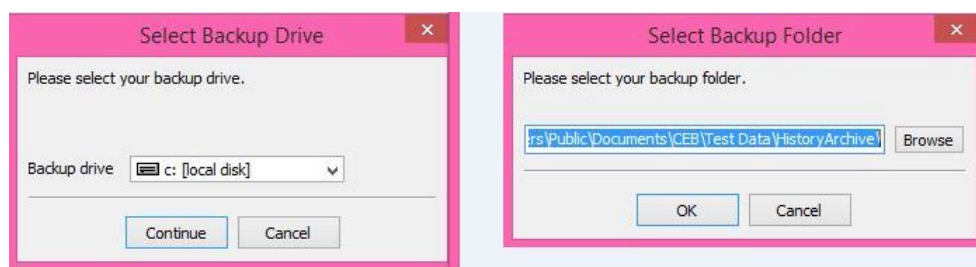 Select Backup Drive
Please select your backup drive.
Backup drive c: [local disk]
Continue Cancel
Select Backup Folder
Please select your backup folder.
rs\Public\Documents\CEB\Test Data\HistoryArchive\ Browse
OK Cancel